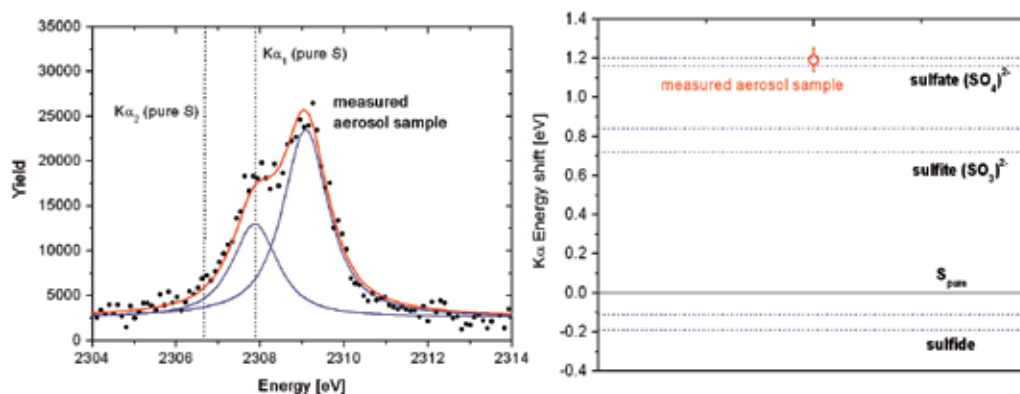 35000
30000
25000
20000
15000
10000
5000
0
Yield
Kα₁ (pure S)
Kα₂ (pure S)
measured
aerosol sample
2304
2306
2308
2310
2312
2314
Energy [eV]
1.4
1.2
1.0
0.8
0.6
0.4
0.2
0.0
-0.2
-0.4
Kα Energy shift [eV]
measured aerosol sample
sulfate (SO₄)²⁻
sulfite (SO₃)²⁻
S pure
sulfide